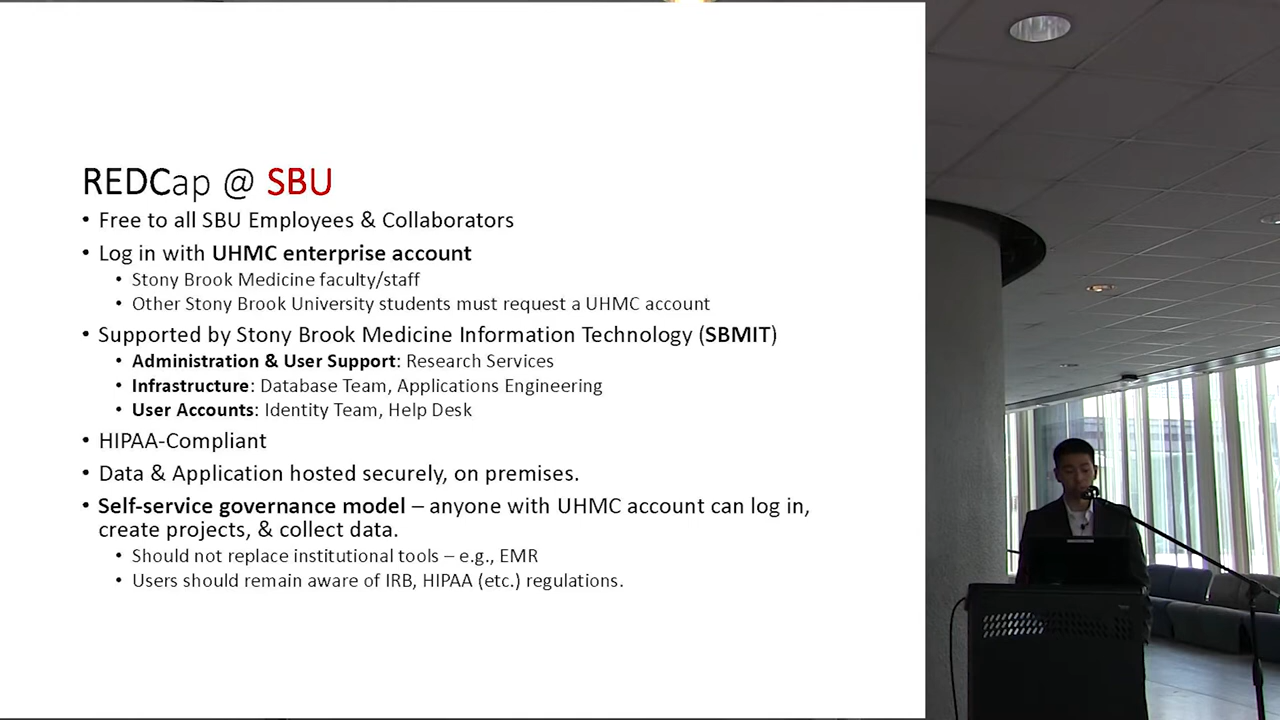 REDCap @ SBU
• Free to all SBU Employees & Collaborators
• Log in with UHMC enterprise account
• Stony Brook Medicine faculty/staff
• Other Stony Brook University students must request a UHMC account
• Supported by Stony Brook Medicine Information Technology (SBMIT)
• Administration & User Support: Research Services
• Infrastructure: Database Team, Applications Engineering
• User Accounts: Identity Team, Help Desk
• HIPAA-Compliant
• Data & Application hosted securely, on premises.
• Self-service governance model – anyone with UHMC account can log in,
create projects, & collect data.
• Should not replace institutional tools – e.g., EMR
• Users should remain aware of IRB, HIPAA (etc.) regulations.